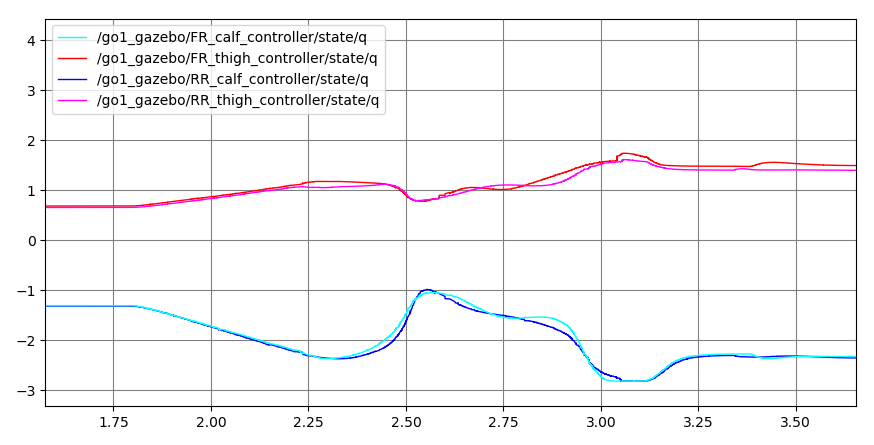 /go1_gazebo/FR_calf_controller/state/q
/go1_gazebo/FR_thigh_controller/state/q
/go1_gazebo/RR_calf_controller/state/q
/go1_gazebo/RR_thigh_controller/state/q
4
3
2
1
0
−1
−2
−3
1.75 2.00 2.25 2.50 2.75 3.00 3.25 3.50